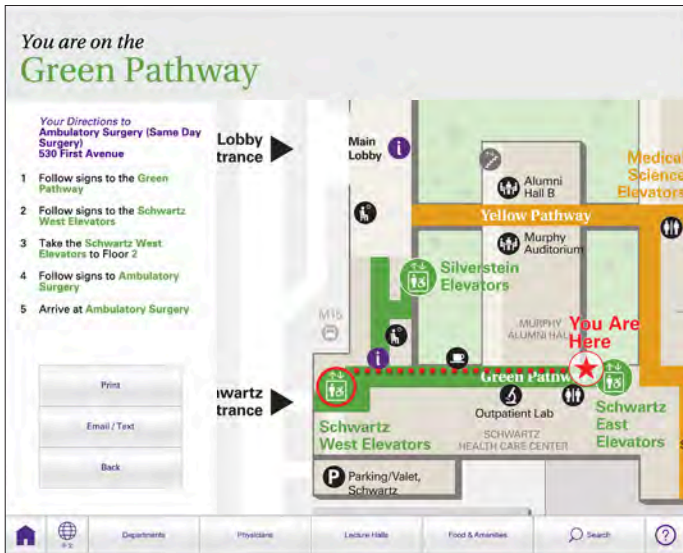 You are on the
Green Pathway
Your Directions to
Ambulatory Surgery (Same Day
Surgery)
530 First Avenue
1 Follow signs to the Green
Pathway
2 Follow signs to the Schwartz
West Elevators
3 Take the Schwartz West
Elevators to Floor 2
4 Follow signs to Ambulatory
Surgery
5 Arrive at Ambulatory Surgery
Print
Email / Text
Back
Lobby
trance
Main
Lobby
i
Alumni
Hall B
Medical
Science
Elevators
Yellow Pathway
Murphy
Auditorium
Silverstein
Elevators
M15
MURPHY
ALUMNI HALL
You Are
Here
i
Green Pathw
hwartz
trance
Outpatient Lab
Schwartz
East
Elevators
Schwartz
West Elevators
SCHWARTZ
HEALTH CARE CENTER
P
Parking/Valet,
Schwartz
Departments
Physicians
Lecture Halls
Food & Amenities
Search
?